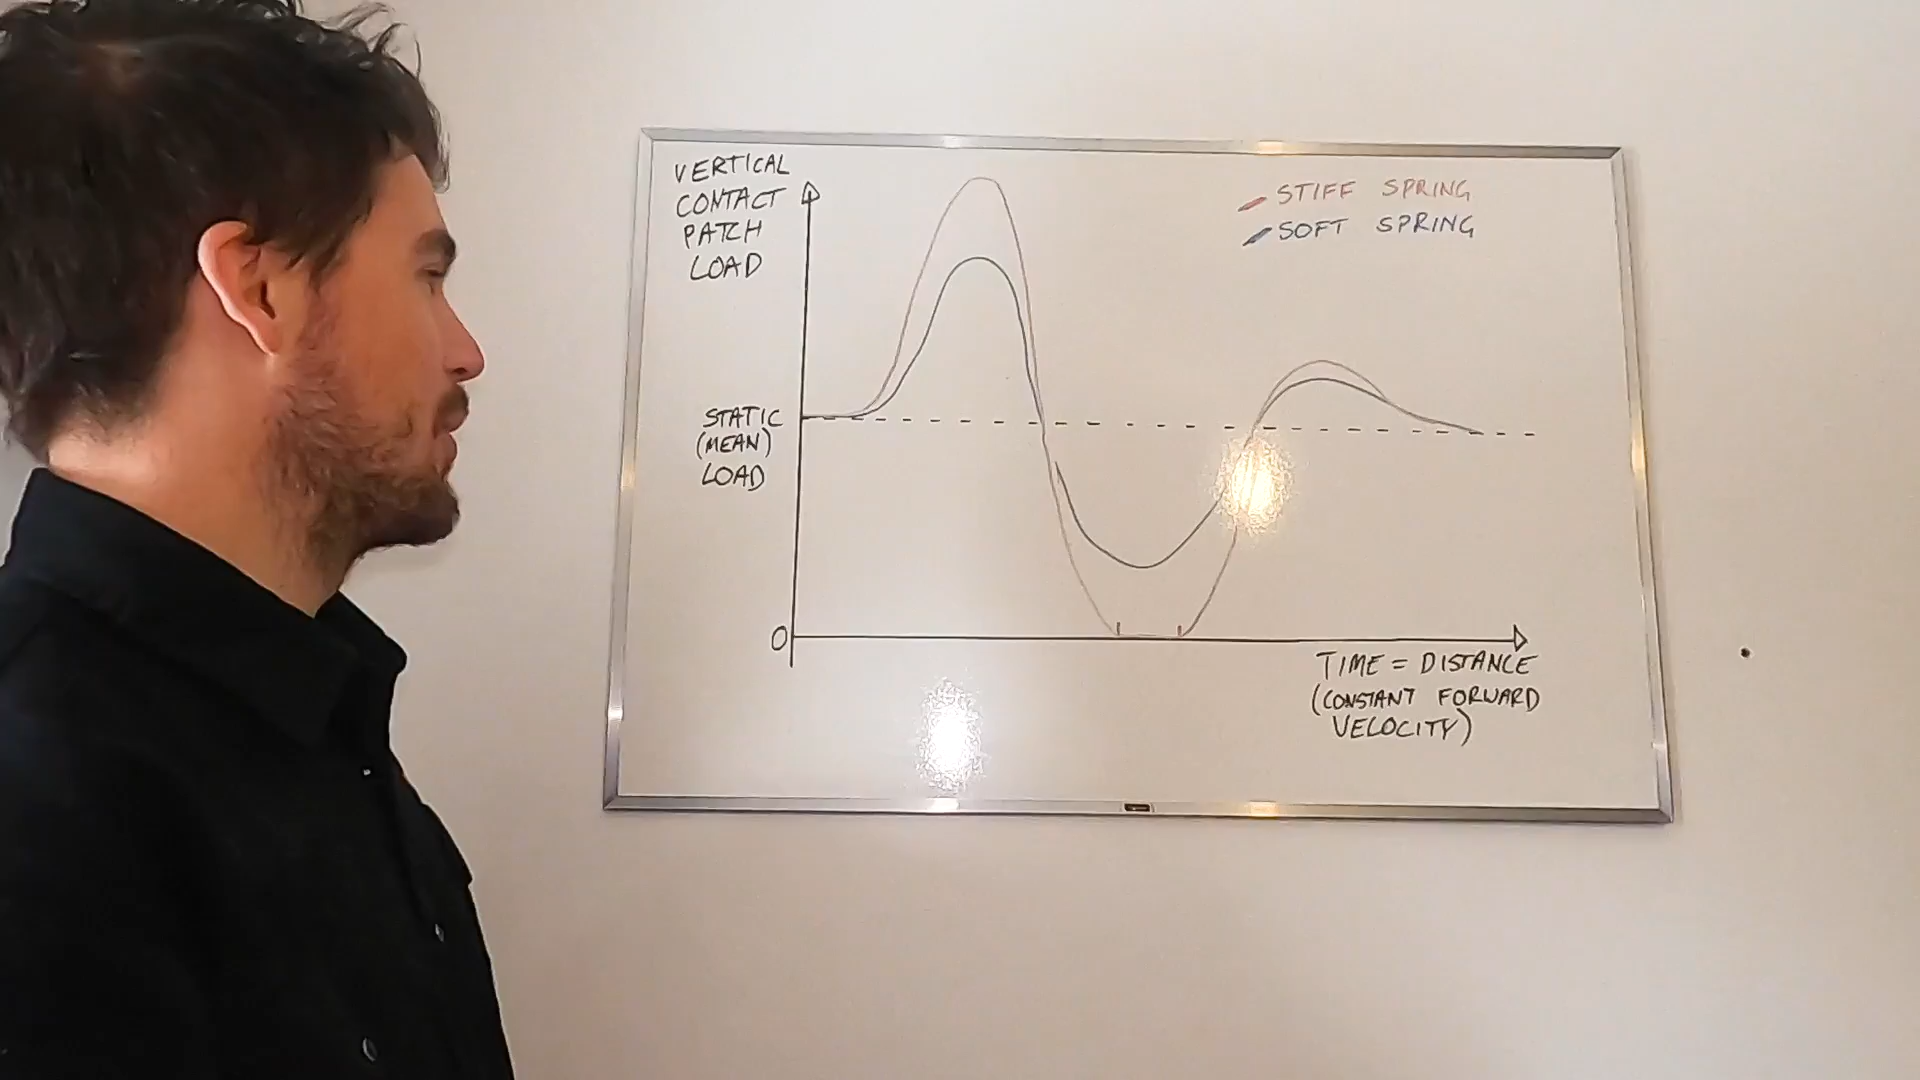 VERTICAL
CONTACT
PATCH
LOAD
STIFF SPRING
SOFT SPRING
STATIC
(MEAN)
LOAD
0
TIME = DISTANCE
(CONSTANT FORWARD
VELOCITY)